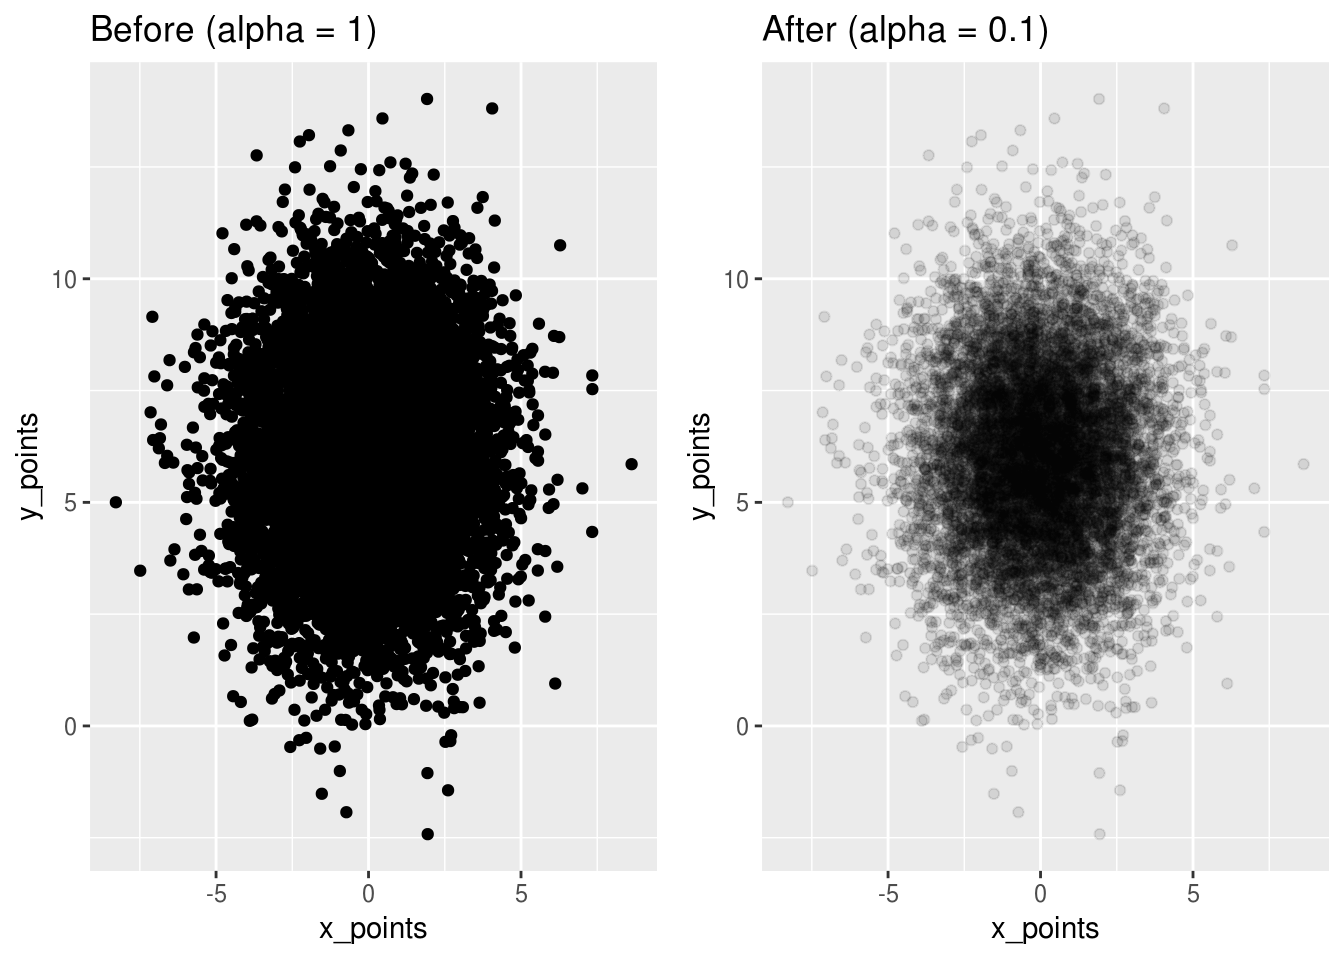 Before (alpha = 1)
y_points
10
5
0
-5
0
5
x_points
After (alpha = 0.1)
y_points
10
5
0
-5
0
5
x_points